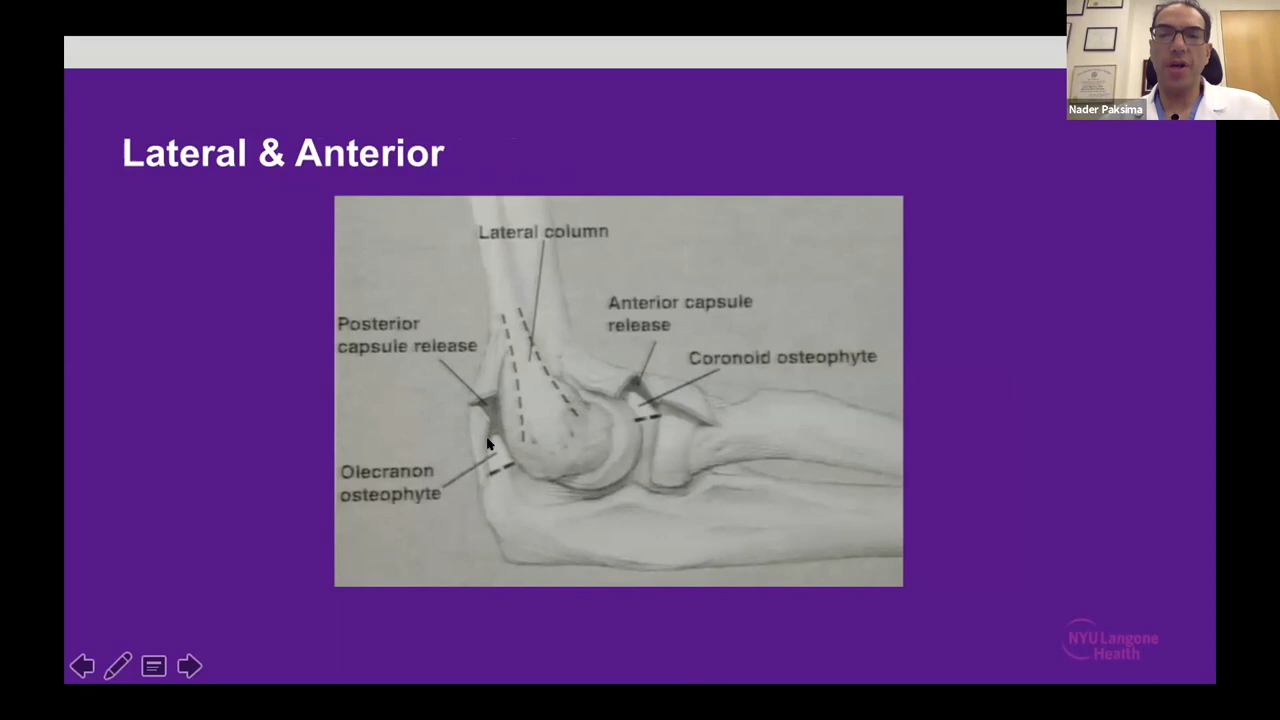 Nader Paksima
Lateral & Anterior
Lateral column
Anterior capsule
release
Posterior
capsule release
Coronoid osteophyte
Olecranon
osteophyte
NYU Langone
Health